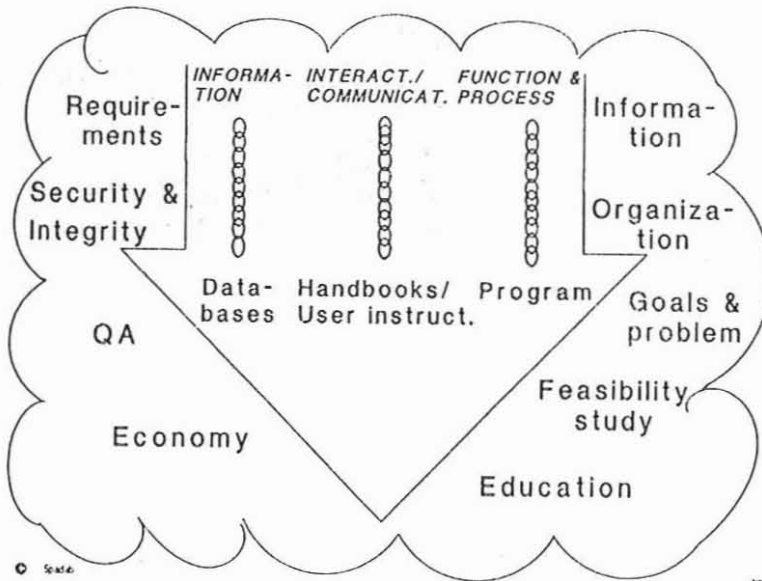 INFORMA-
TION
INTERACT./
COMMUNICAT.
FUNCTION &
PROCESS
Require-
ments
Security &
Integrity
QA
Economy
Data-
bases
Handbooks/
User instruct.
Program
Informa-
tion
Organiza-
tion
Goals &
problem
Feasibility
study
Education
©